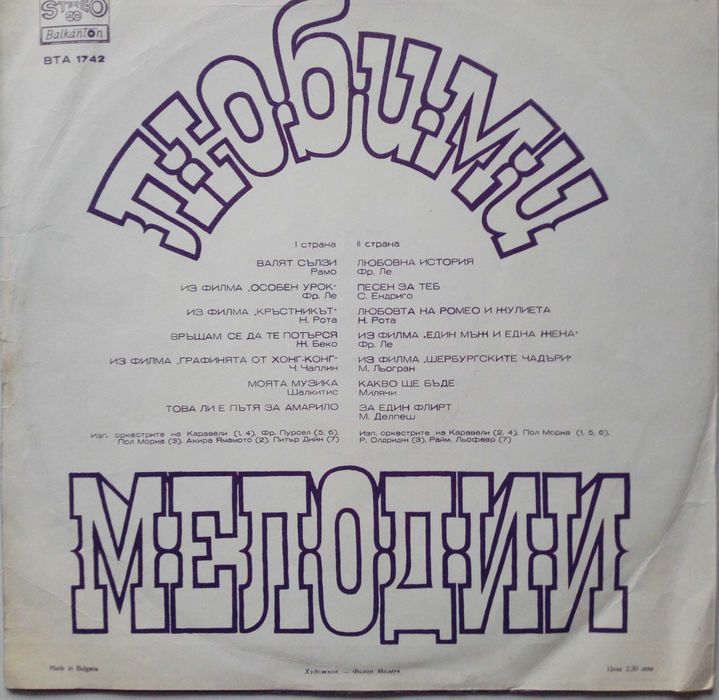 STEREO
Balkanton
ВТА 1742
ЛЮБИМИ
I страна
ВАЛЯТ СЪЛЗИ
Рамо
ИЗ ФИЛМА „ОСОБЕН УРОК"
Фр. Ле
ИЗ ФИЛМА „КРЪСТНИКЪТ"
Н. Рота
ВРЪЩАМ СЕ ДА ТЕ ПОТЪРСЯ
Ж. Беко
ИЗ ФИЛМА „ГРАФИНЯТА ОТ ХОНГ-КОНГ"
Ч. Чаплин
МОЯТА МУЗИКА
Шалкитис
ТОВА ЛИ Е ПЪТЯ ЗА АМАРИЛО
Изп. оркестрите на Каравели (1, 4), Фр. Пурсел (5, 6),
Пол Мориа (3), Акира Ямамото (2), Питър Дийн (7)
II страна
ЛЮБОВНА ИСТОРИЯ
Фр. Ле
ПЕСЕН ЗА ТЕБ
С. Ендриго
ЛЮБОВТА НА РОМЕО И ЖУЛИЕТА
Н. Рота
ИЗ ФИЛМА „ЕДИН МЪЖ И ЕДНА ЖЕНА"
Фр. Ле
ИЗ ФИЛМА „ШЕРБУРГСКИТЕ ЧАДЪРИ"
М. Льогран
КАКВО ЩЕ БЪДЕ
Милячи
ЗА ЕДИН ФЛИРТ
М. Делпеш
Изп. оркестрите на Каравели (2, 4), Пол Мориа (1, 5, 6),
Р. Олдридж (3), Райм. Льофевр (7)
МЕЛОДИИ
Made in Bulgaria
Художник — Филип Малеев
Цена 2,30 лева